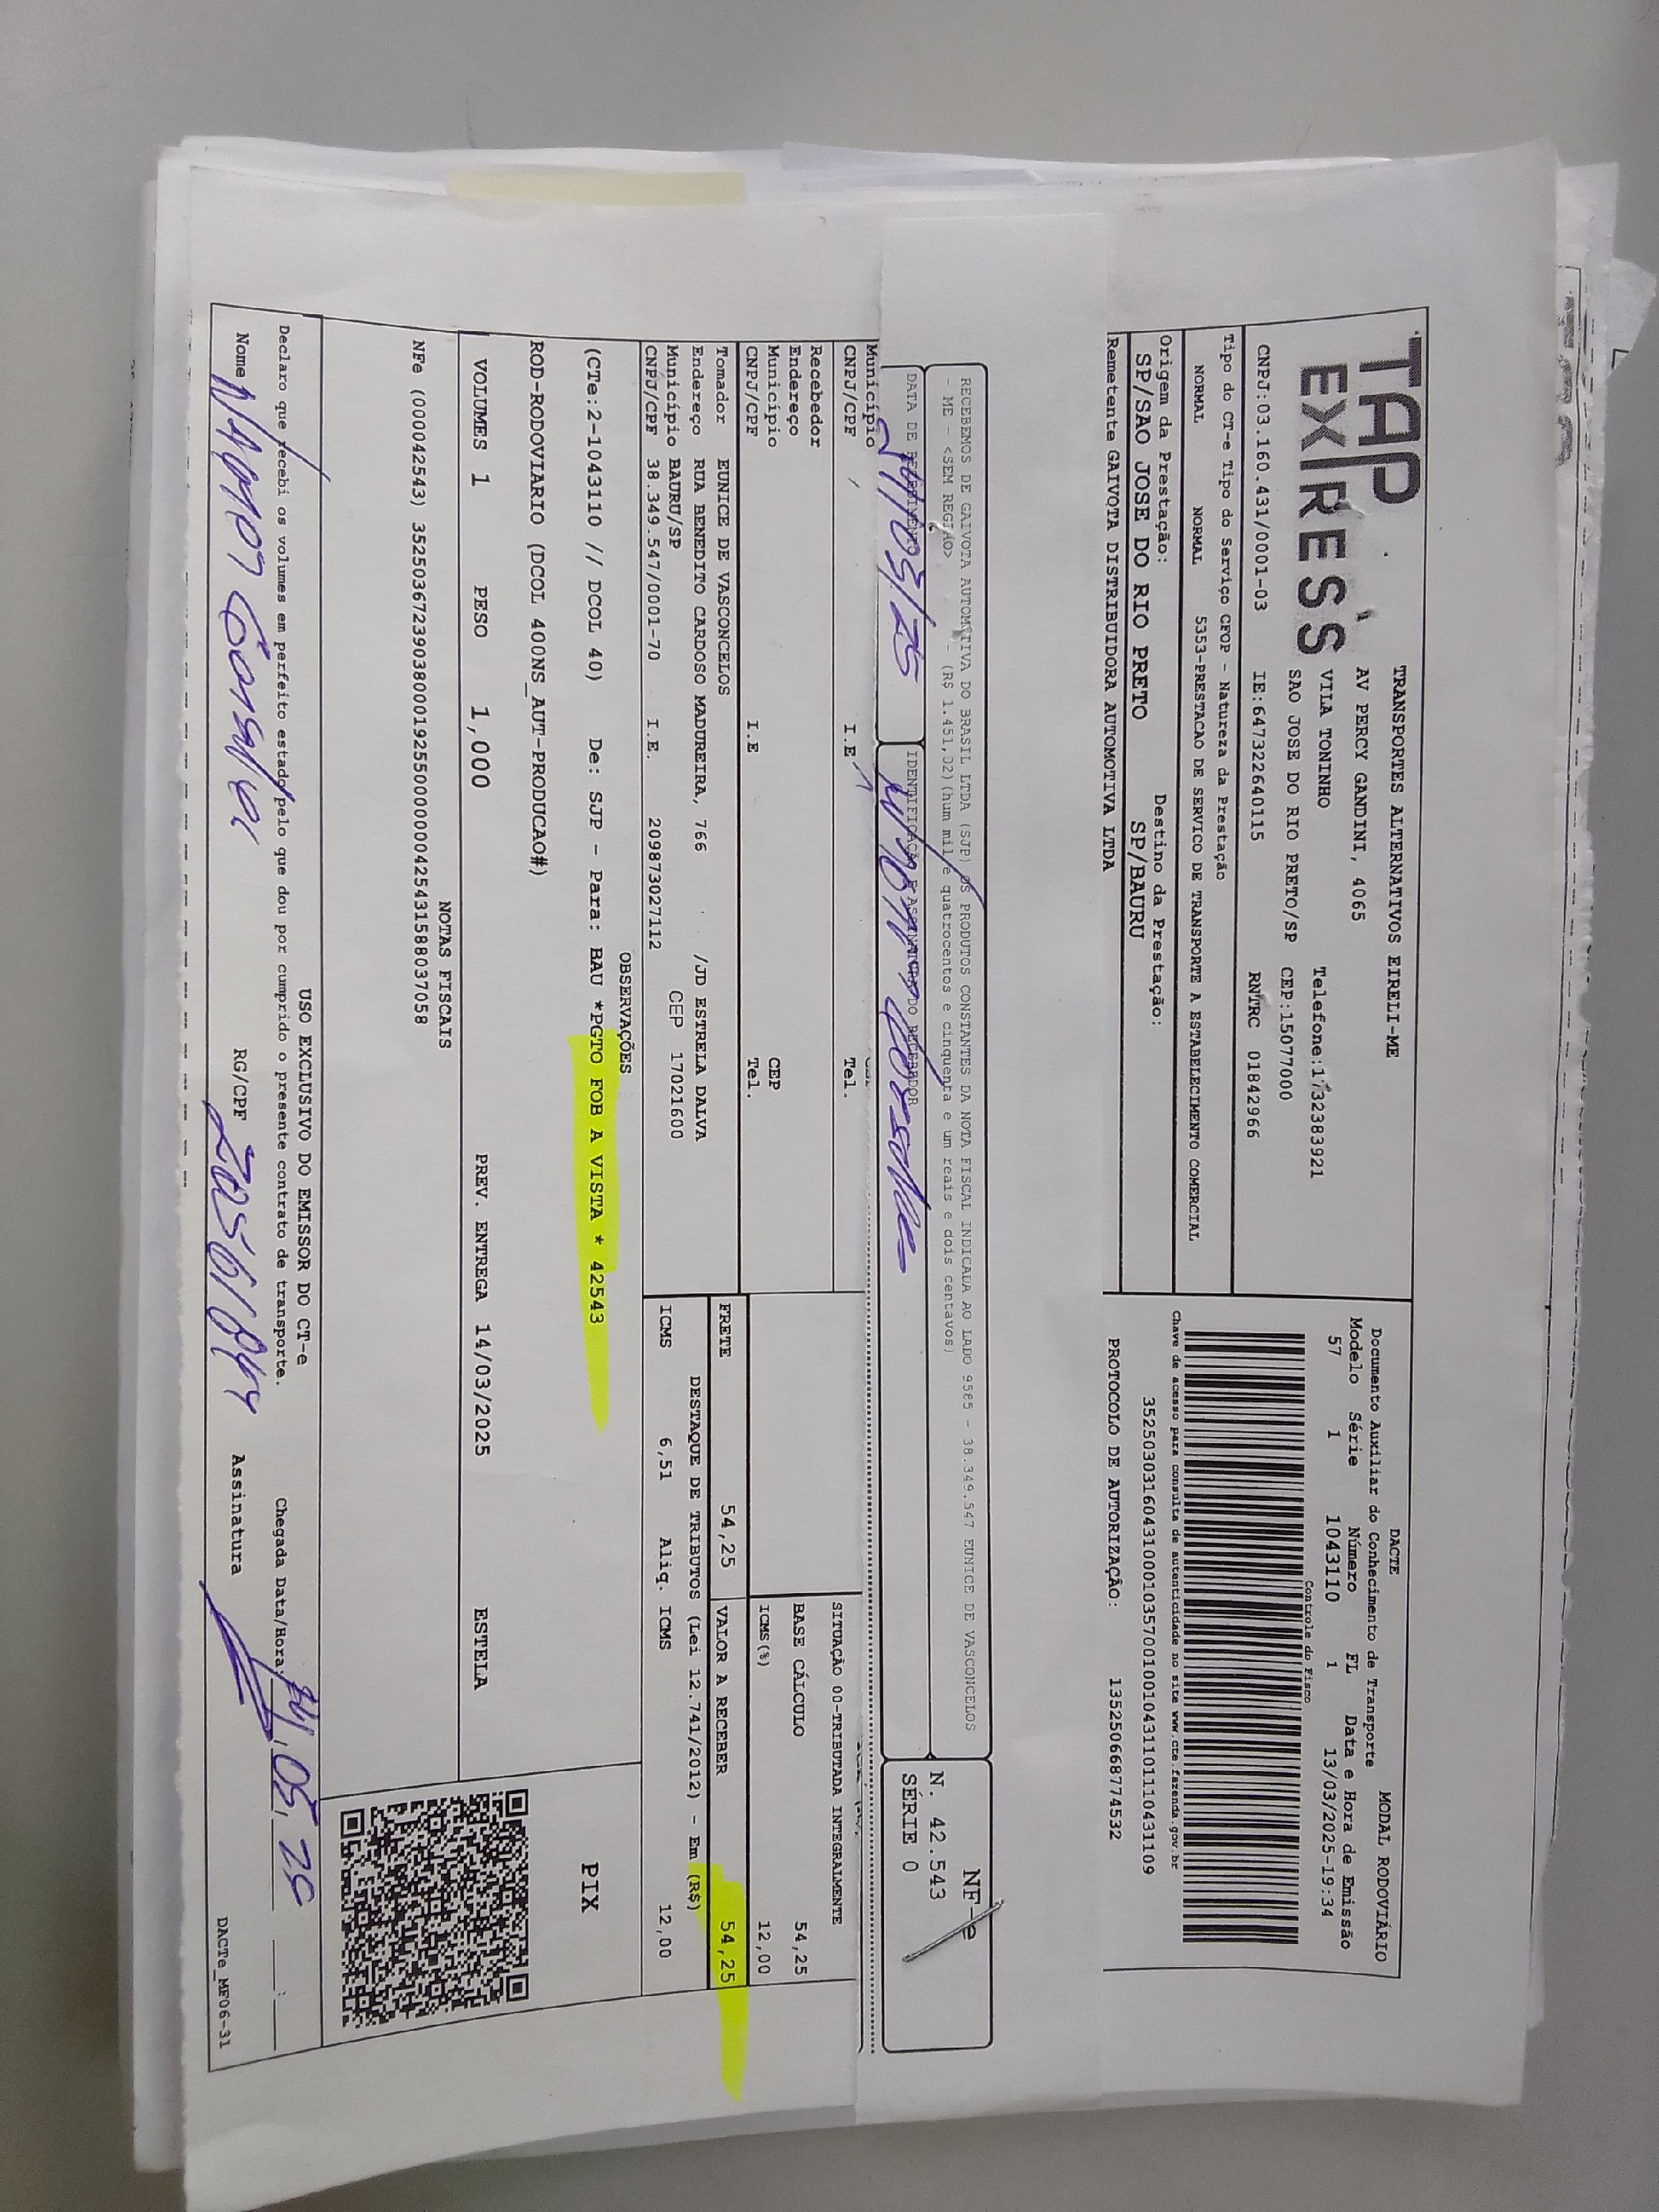 TAP
EXPRESS
TRANSPORTES ALTERNATIVOS EIRELI-ME
AV PERCY GANDINI, 4065
VILA TONINHO Telefone:1732383921
SAO JOSE DO RIO PRETO/SP CEP:15077000
CNPJ:03.160.431/0001-03 IE:647322640115 RNTRC 01842966
Tipo do CT-e Tipo do Serviço CFOP - Natureza da Prestação
NORMAL NORMAL 5353-PRESTACAO DE SERVICO DE TRANSPORTE A ESTABELECIMENTO COMERCIAL
Origem da Prestação: Destino da Prestação:
SP/SAO JOSE DO RIO PRETO SP/BAURU
Remetente GAIVOTA DISTRIBUIDORA AUTOMOTIVA LTDA
DACTE MODAL RODOVIÁRIO
Documento Auxiliar do Conhecimento de Transporte
Modelo Série Número FL Data e Hora de Emissão
57 1 1043110 1 13/03/2025-19:34
Controle do Fisco
Chave de acesso para consulta de autenticidade no site www.cte.fazenda.gov.br
35250303160431000103570010010431101110431109
PROTOCOLO DE AUTORIZAÇÃO: 135250668774532
RECEBEMOS DE GAIVOTA AUTOMOTIVA DO BRASIL LTDA (SJP) OS PRODUTOS CONSTANTES DA NOTA FISCAL INDICADA AO LADO 9585 - 38.349.547 EUNICE DE VASCONCELOS
- ME - <SEM REGIÃO> - (R$ 1.451,02) (hum mil e quatrocentos e cinquenta e um reais e dois centavos)
DATA DE RECEBIMENTO IDENTIFICAÇÃO E ASSINATURA DO RECEBEDOR
/03/25
NF-e
N. 42.543
SÉRIE 0
Município
CNPJ/CPF , I.E Tel.
Recebedor
Endereço
Município CEP
CNPJ/CPF I.E Tel.
SITUAÇÃO 00-TRIBUTADA INTEGRALMENTE
BASE CÁLCULO 54,25
ICMS(%) 12,00
Tomador EUNICE DE VASCONCELOS
Endereço RUA BENEDITO CARDOSO MADUREIRA, 766 /JD ESTRELA DALVA
Município BAURU/SP CEP 17021600
CNPJ/CPF 38.349.547/0001-70 I.E. 209873027112
FRETE 54,25 VALOR A RECEBER 54,25
DESTAQUE DE TRIBUTOS (Lei 12.741/2012) - Em (R$)
ICMS 6,51 Aliq. ICMS 12,00
OBSERVAÇÕES
(CTe:2-1043110 // DCOL 40) De: SJP - Para: BAU *PGTO FOB A VISTA * 42543
PIX
ROD-RODOVIARIO (DCOL 400NS_AUT-PRODUCAO#)
VOLUMES 1 PESO 1,000 PREV. ENTREGA 14/03/2025 ESTELA
NOTAS FISCAIS
NFe (000042543) 35250367239038000192550000000425431588037058
USO EXCLUSIVO DO EMISSOR DO CT-e
Declaro que recebi os volumes em perfeito estado pelo que dou por cumprido o presente contrato de transporte. Chegada Data/Hora:
Nome RG/CPF Assinatura
DACTe_MF06-31